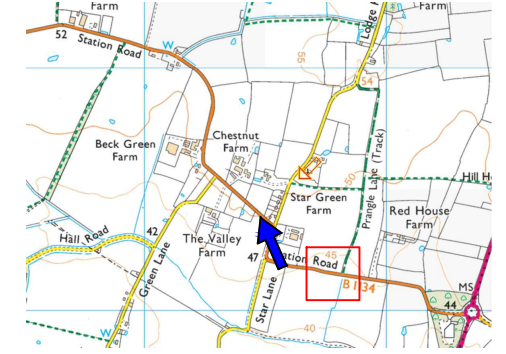 Farm
Lodge
Farm
52
Station Road
W
55
54
Chestnut
Farm
Beck Green
Farm
Prangle Lane (Track)
50
Hill H
Star Green
Farm
Red House
Farm
Hall Road
42
The Valley
Farm
Green Lane
47
Station Road
45
B1134
Star Lane
MS
44
40
W